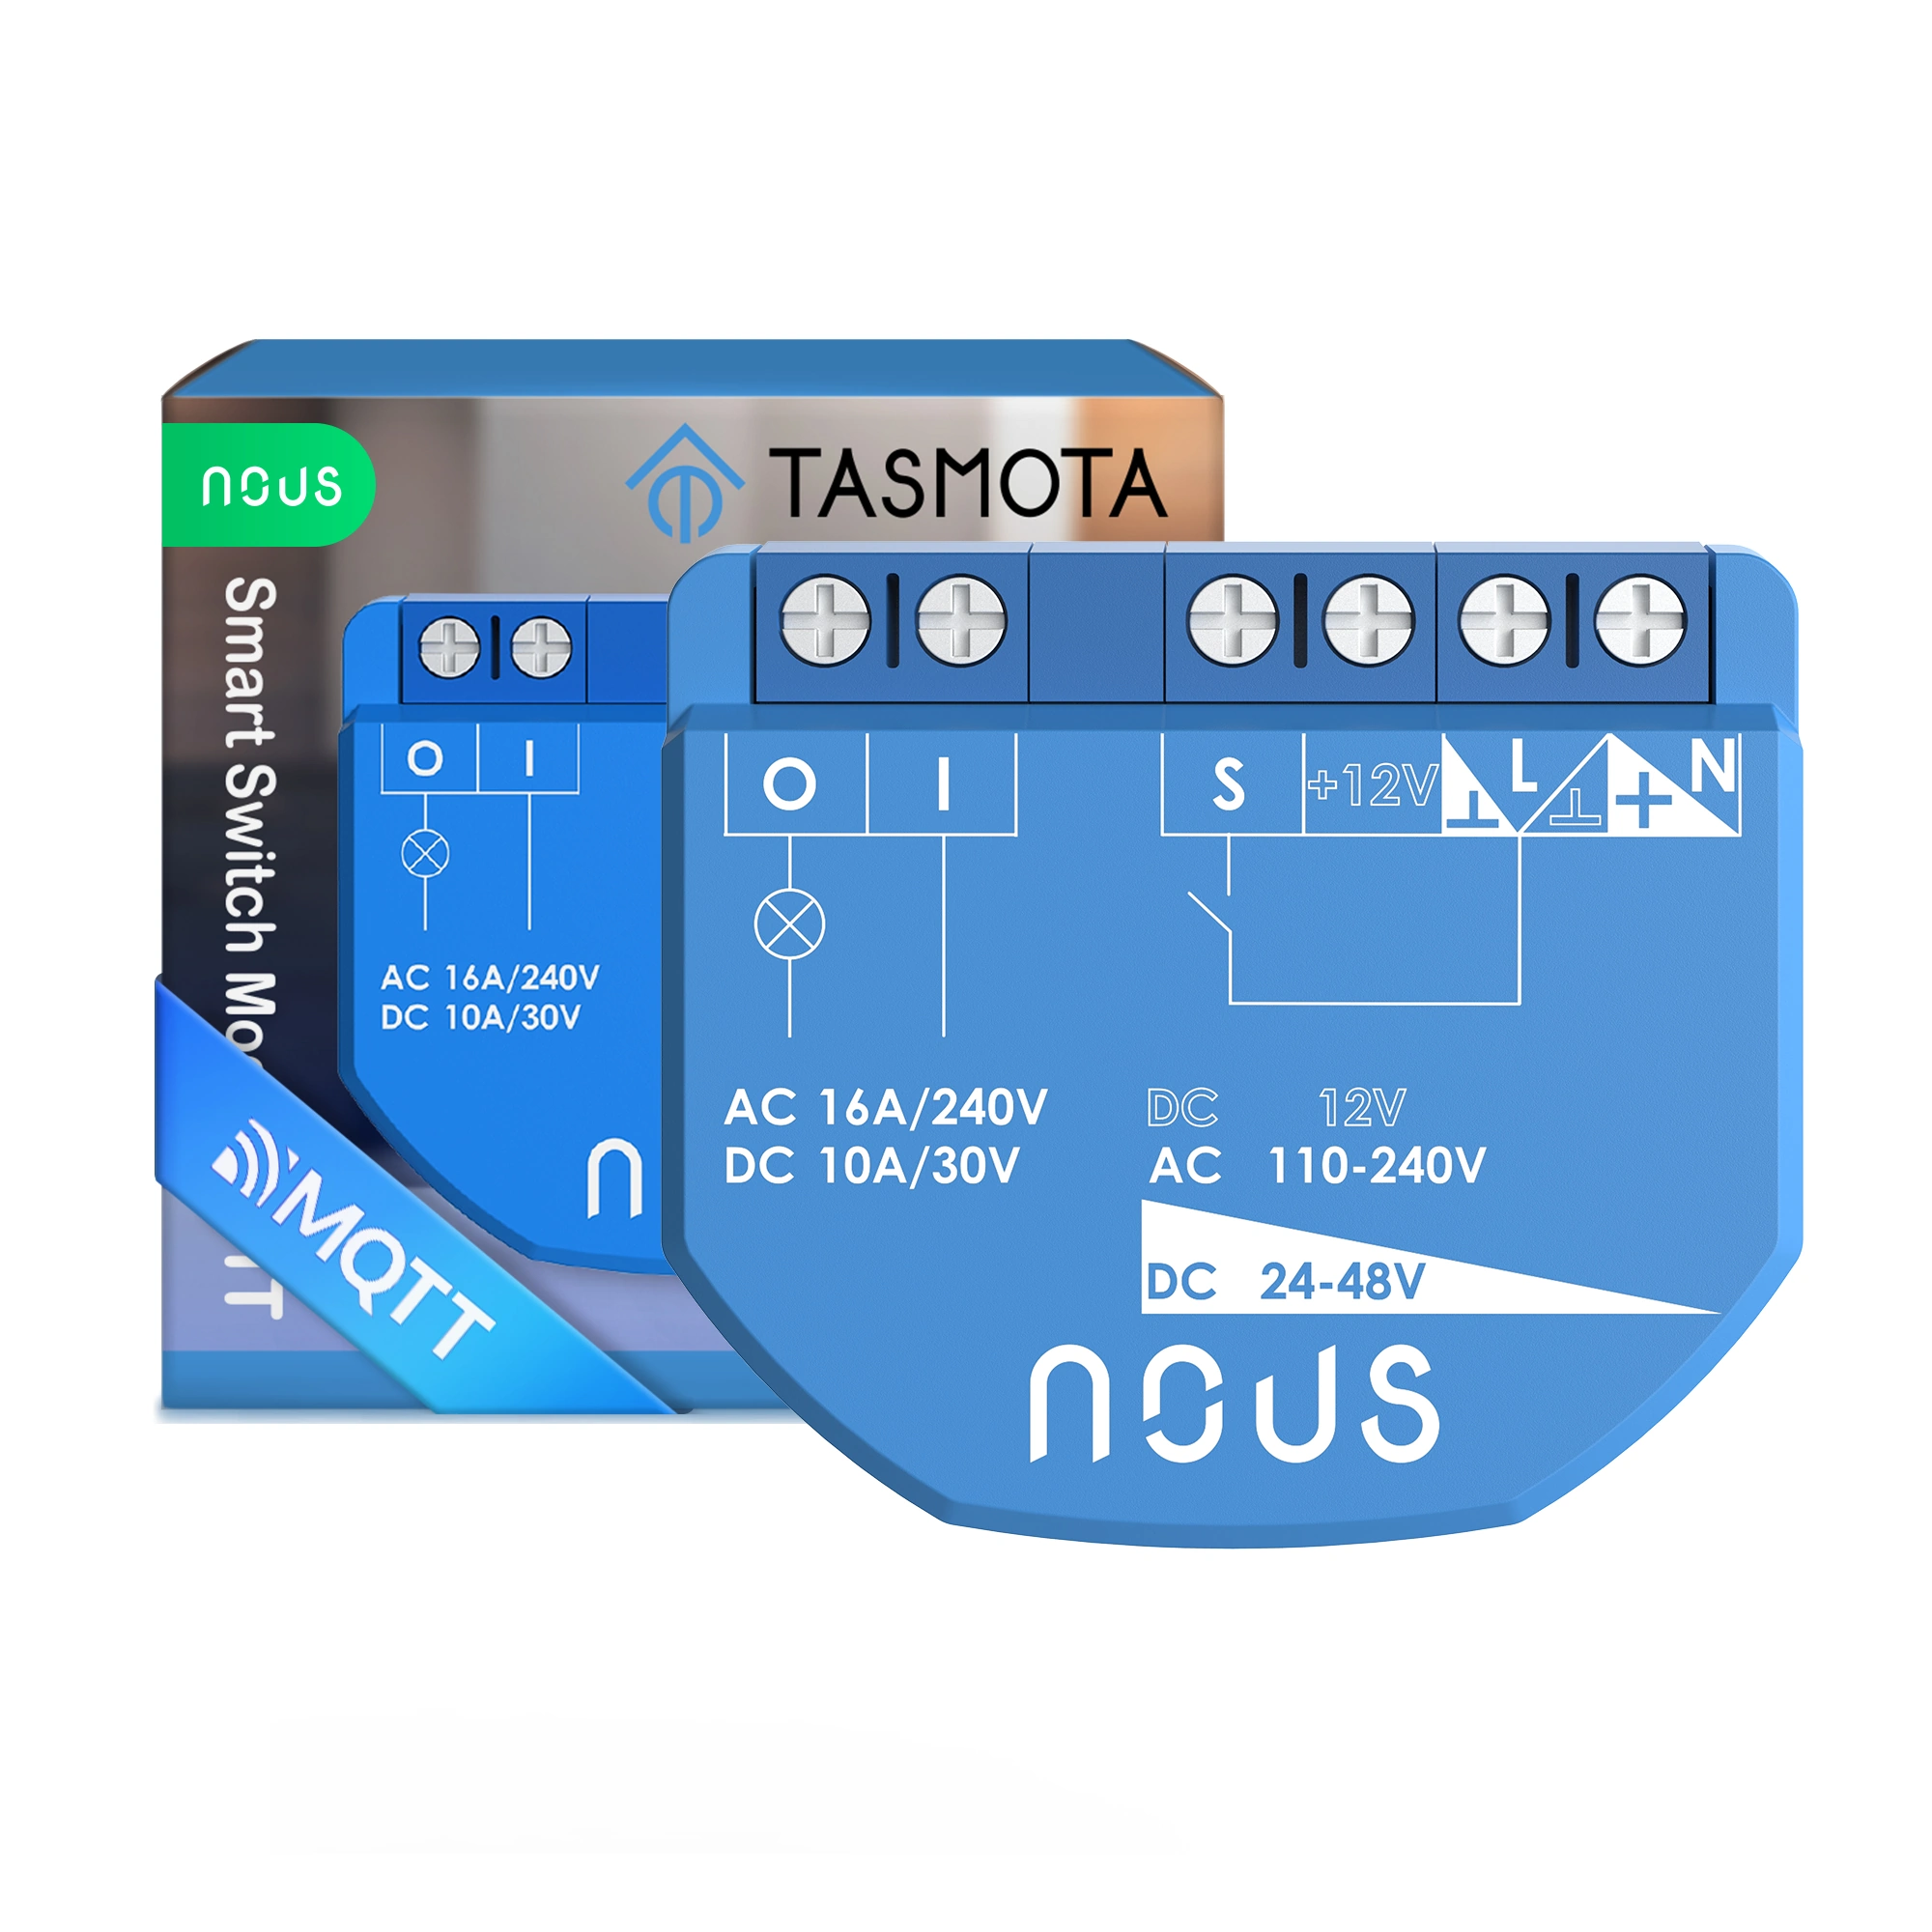 nous
TASMOTA
Smart Switch
TT
MQTT
O I
AC 16A/240V
DC 10A/30V
n
O I S +12V L N
AC 16A/240V
DC 10A/30V
DC 12V
AC 110-240V
DC 24-48V
nous